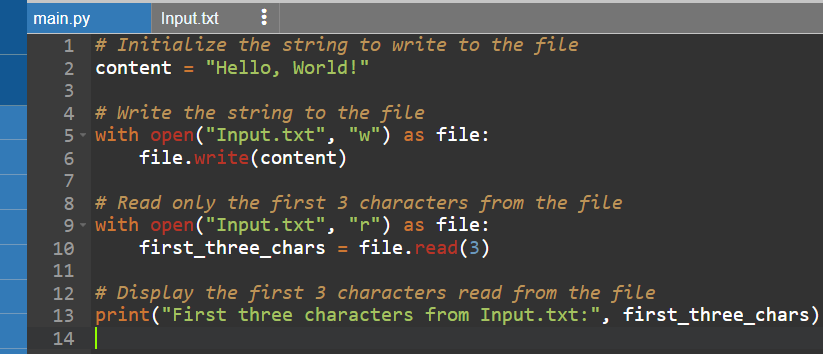 main.py Input.txt
1 # Initialize the string to write to the file
2 content = "Hello, World!"
3
4 # Write the string to the file
5 with open("Input.txt", "w") as file:
6     file.write(content)
7
8 # Read only the first 3 characters from the file
9 with open("Input.txt", "r") as file:
10     first_three_chars = file.read(3)
11
12 # Display the first 3 characters read from the file
13 print("First three characters from Input.txt:", first_three_chars)
14